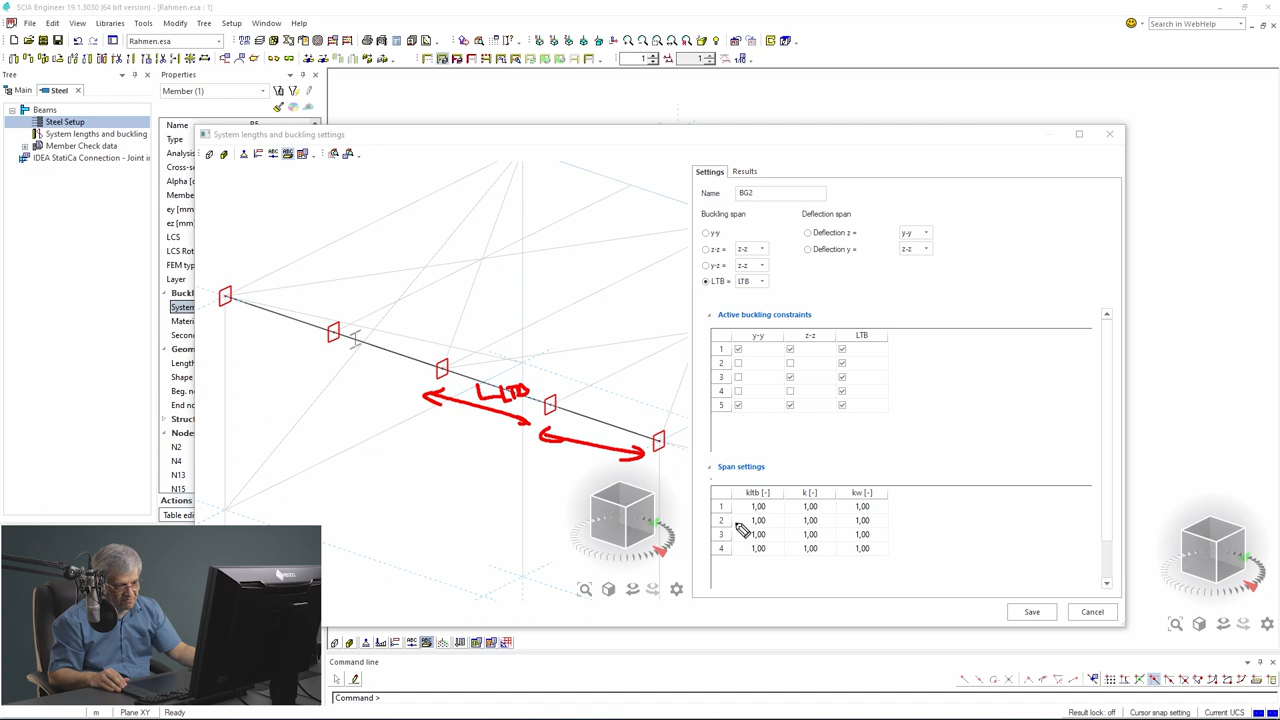 SCIA Engineer 19.1.3030 (64 bit version) - [Rahmen.esa : 1]
File Edit View Libraries Tools Modify Tree Setup Window Help
Search in WebHelp
Rahmen.esa
1 1
Tree
Main Steel
Beams
Steel Setup
System lengths and buckling
Member Check data
IDEA StatiCa Connection - Joint in
Properties
Member (1)
Name
Type
Analysis
Cross-se
Alpha [d
Member
ey [mm
ez [mm
LCS
LCS Rot
FEM typ
Layer
Buckl
System
Materi
Secon
Geom
Length
Shape
Beg. n
End no
Struct
Nodes
N2
N4
N13
N15
Actions
Table edi
System lengths and buckling settings
LLTB
Settings Results
Name BG2
Buckling span Deflection span
y-y Deflection z = y-y
z-z = z-z Deflection y = z-z
y-z = z-z
LTB = LTB
Active buckling constraints
y-y z-z LTB
1
2
3
4
5
Span settings
kltb [-] k [-] kw [-]
1 1,00 1,00 1,00
2 1,00 1,00 1,00
3 1,00 1,00 1,00
4 1,00 1,00 1,00
Save Cancel
Command line
Command >
m Plane XY Ready Result lock: off Cursor snap setting Current UCS